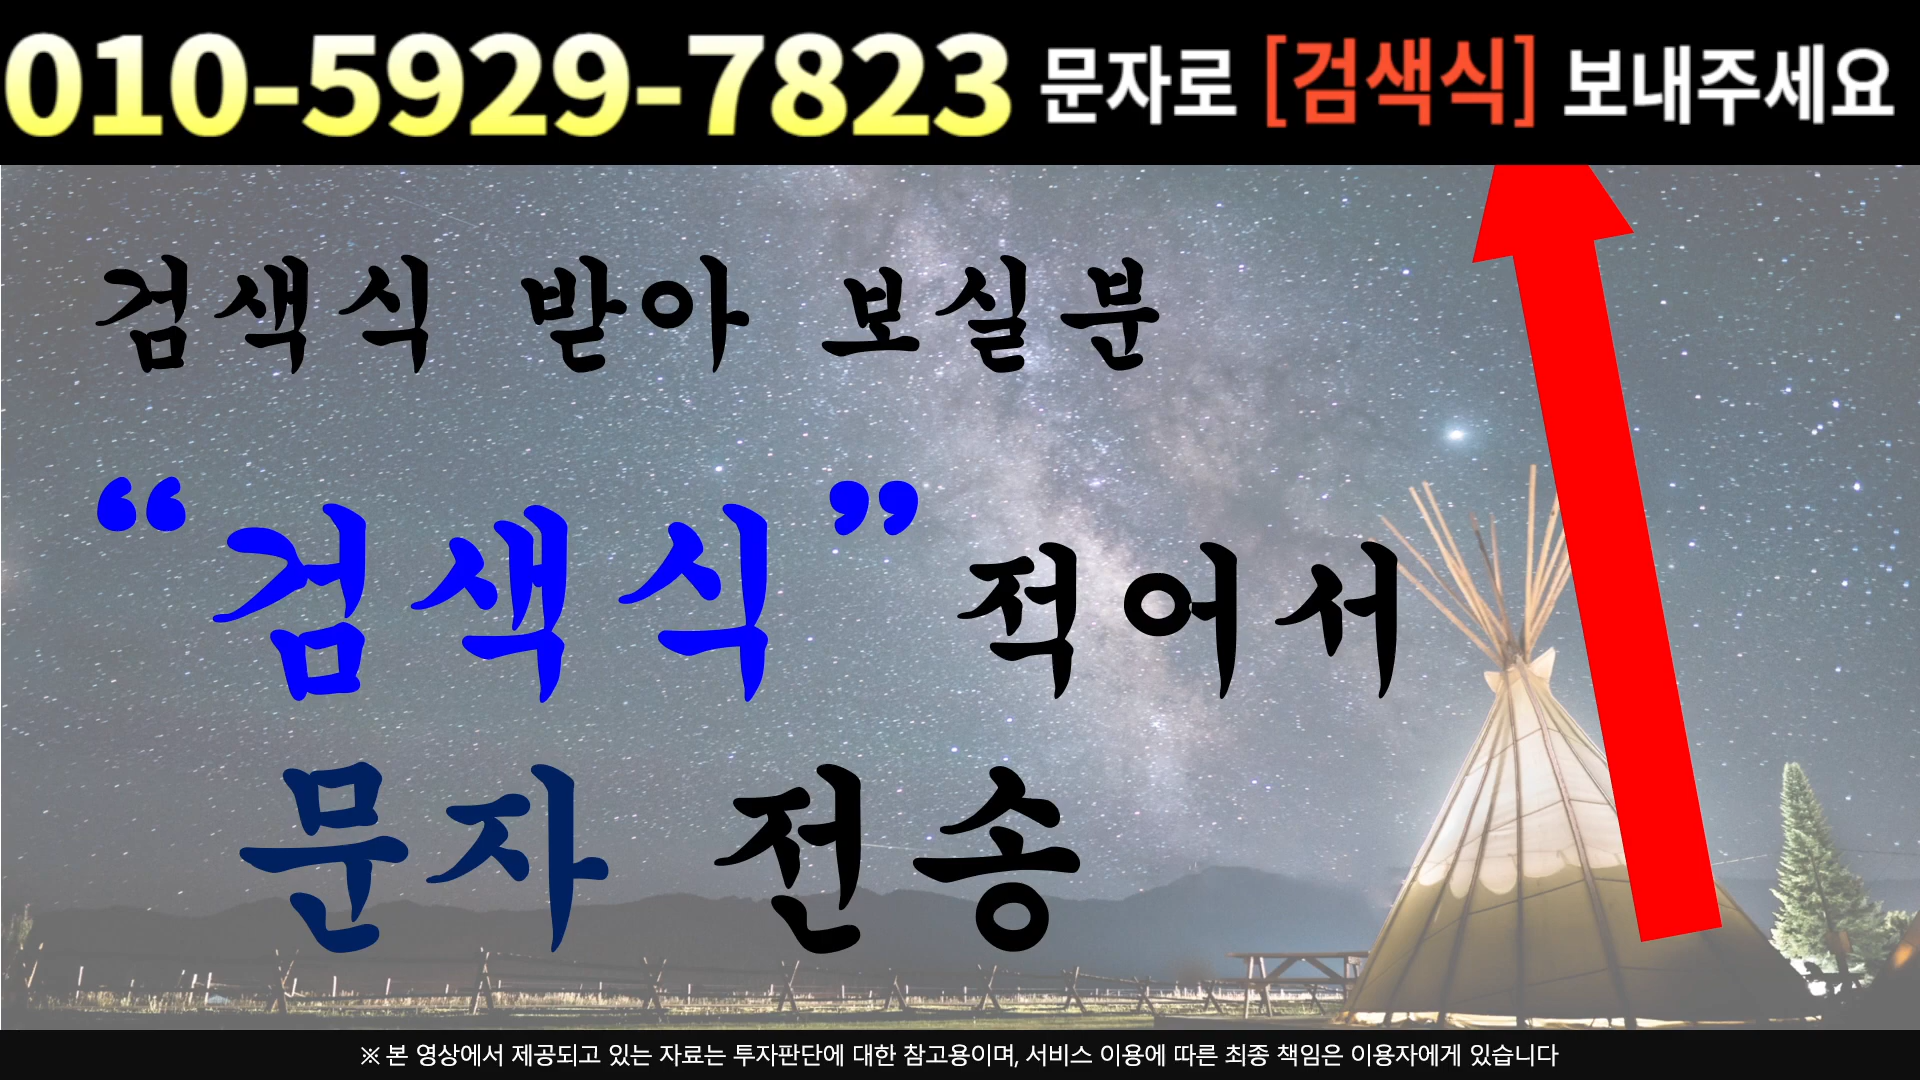 010-5929-7823 문자로 [검색식] 보내주세요
검색식 받아 보실분
“검색식” 적어서
문자 전송
※ 본 영상에서 제공되고 있는 자료는 투자판단에 대한 참고용이며, 서비스 이용에 따른 최종 책임은 이용자에게 있습니다